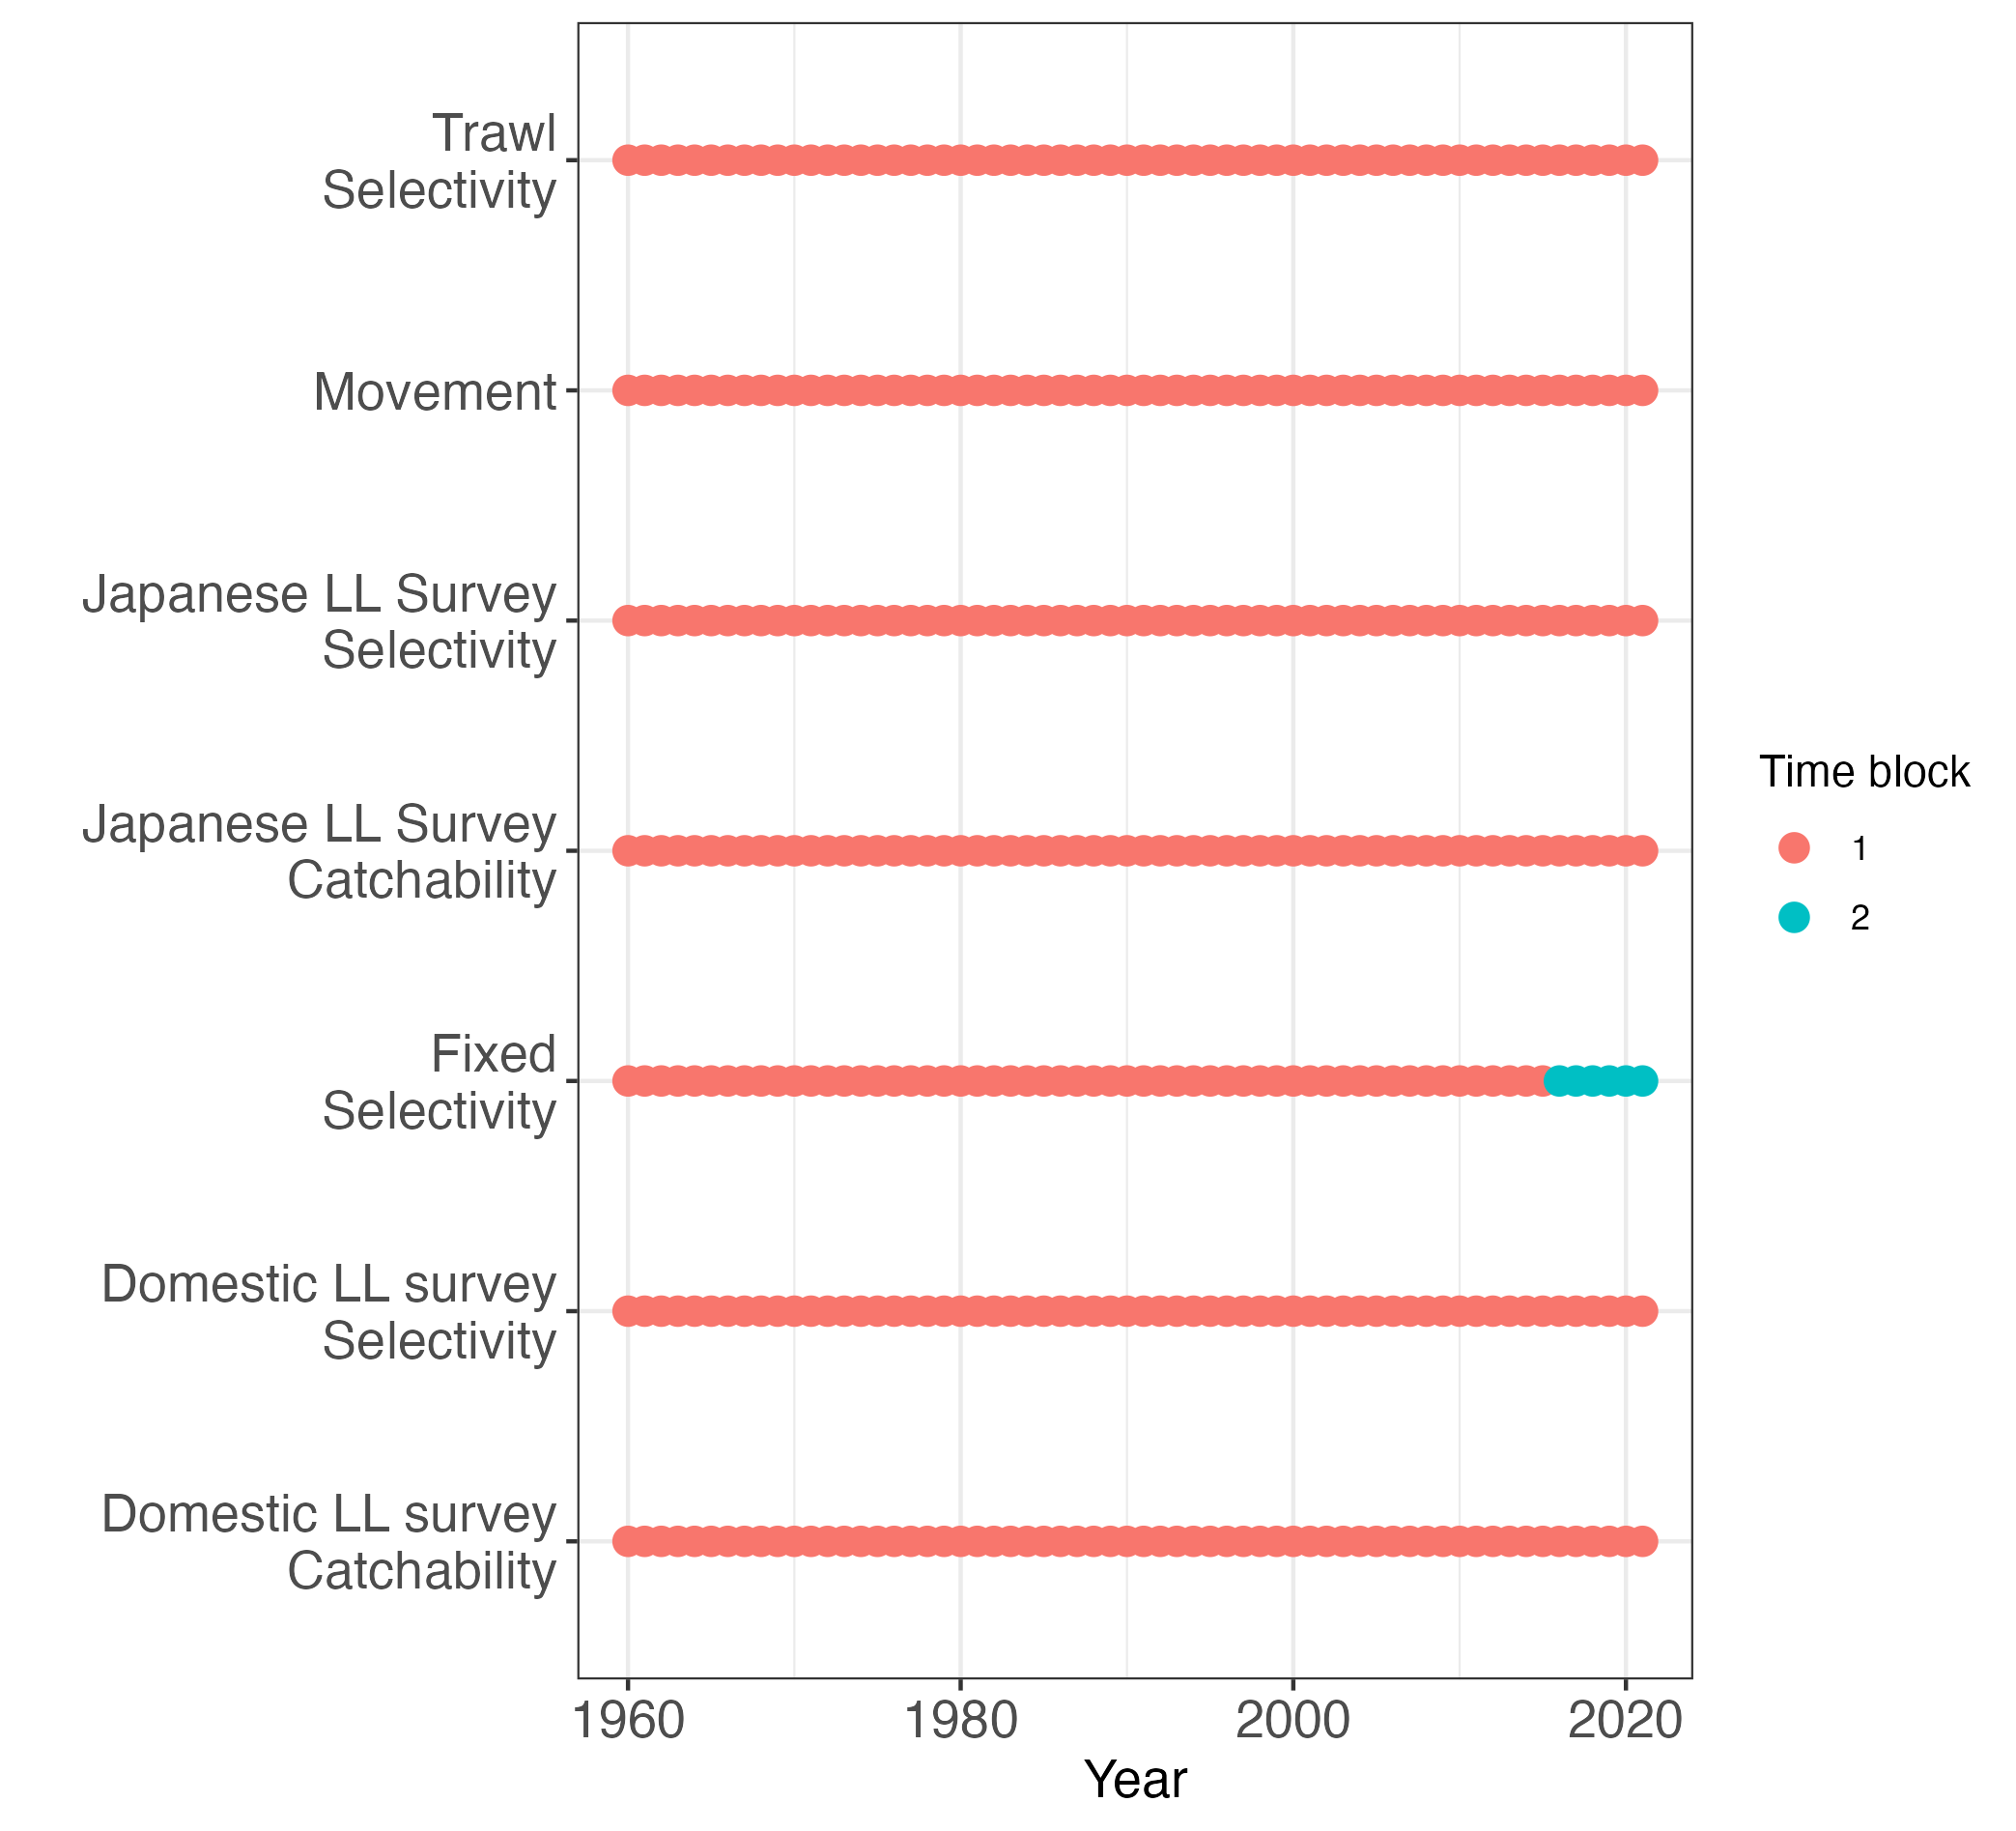 Trawl
Selectivity
Movement
Japanese LL Survey
Selectivity
Japanese LL Survey
Catchability
Fixed
Selectivity
Domestic LL survey
Selectivity
Domestic LL survey
Catchability
1960
1980
2000
2020
Year
Time block
1
2